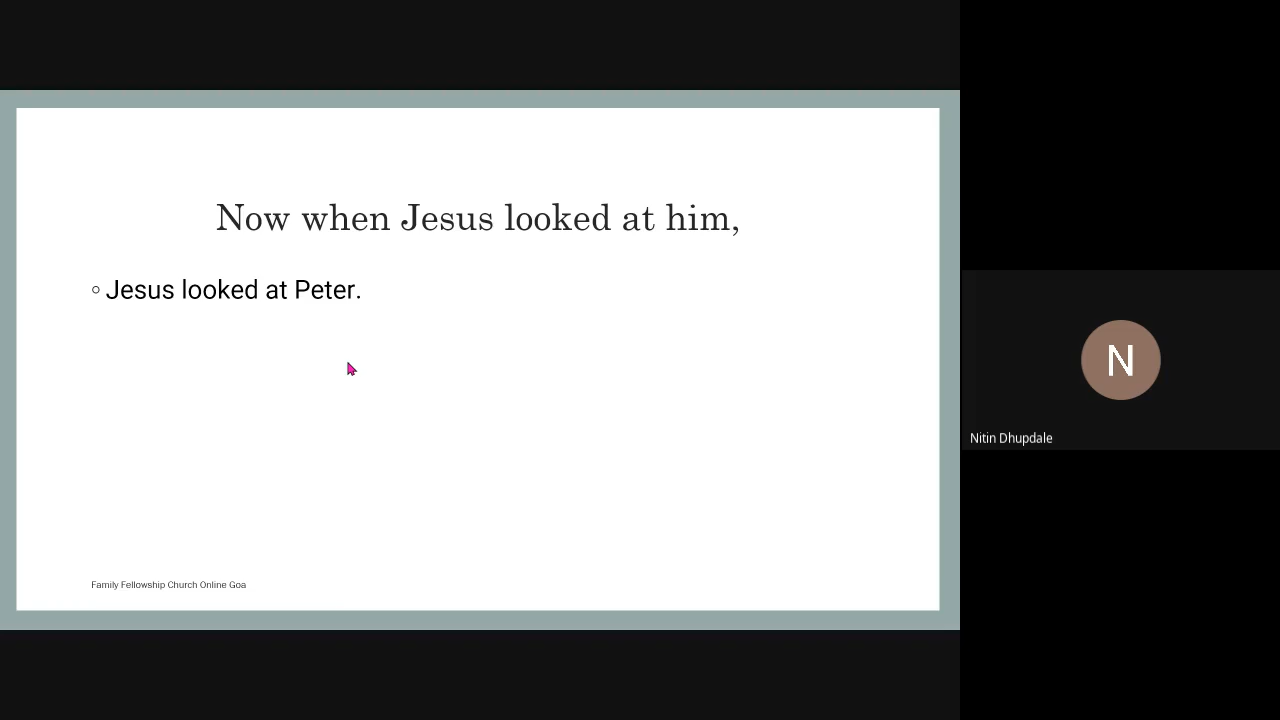 Now when Jesus looked at him,
Jesus looked at Peter.
Family Fellowship Church Online Goa
N
Nitin Dhupdale